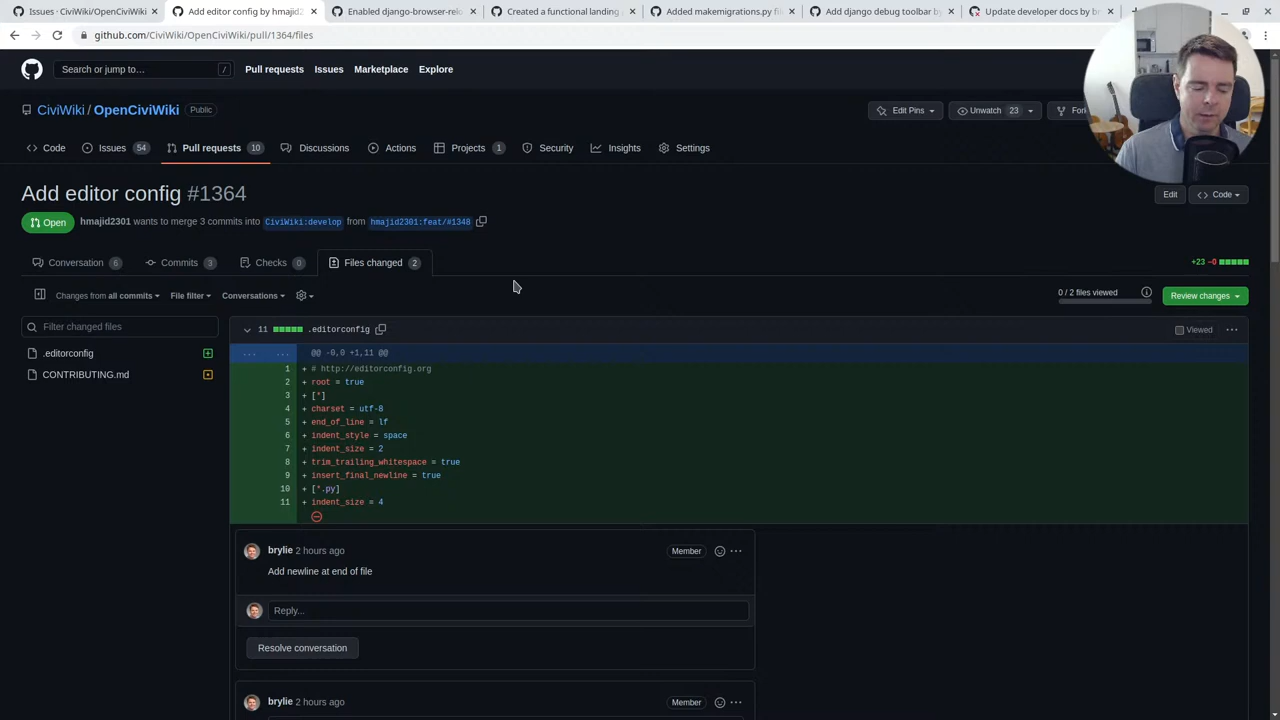 Issues · CiviWiki/OpenCiviWiki
Add editor config by hmajid2
Enabled django-browser-relo
Created a functional landing
Added makemigrations.py fil
Add django debug toolbar by
Update developer docs by br
github.com/CiviWiki/OpenCiviWiki/pull/1364/files
Search or jump to…
/
Pull requests
Issues
Marketplace
Explore
CiviWiki / OpenCiviWiki
Public
Edit Pins
Unwatch 23
Fork
Code
Issues 54
Pull requests 10
Discussions
Actions
Projects 1
Security
Insights
Settings
Add editor config #1364
Edit
Code
Open
hmajid2301 wants to merge 3 commits into CiviWiki:develop from hmajid2301:feat/#1348
Conversation 6
Commits 3
Checks 0
Files changed 2
+23 −0
Changes from all commits
File filter
Conversations
0 / 2 files viewed
Review changes
Filter changed files
.editorconfig
CONTRIBUTING.md
11 .editorconfig
Viewed
... ... @@ -0,0 +1,11 @@
1 + # http://editorconfig.org
2 + root = true
3 + [*]
4 + charset = utf-8
5 + end_of_line = lf
6 + indent_style = space
7 + indent_size = 2
8 + trim_trailing_whitespace = true
9 + insert_final_newline = true
10 + [*.py]
11 + indent_size = 4
brylie 2 hours ago
Member
Add newline at end of file
Reply...
Resolve conversation
brylie 2 hours ago
Member